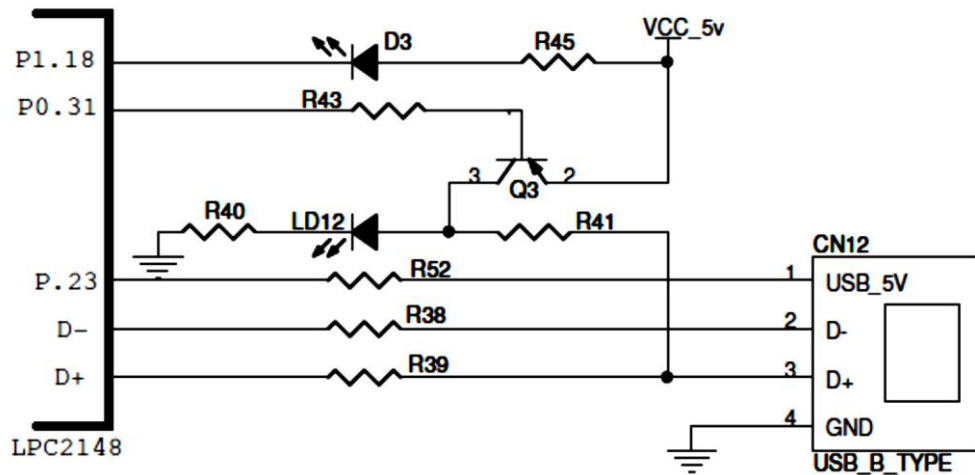 VCC_5v
D3
R45
P1.18
P0.31
R43
3
Q3
2
R40
LD12
R41
CN12
P.23
R52
1
USB_5V
D-
R38
2
D-
D+
R39
3
D+
4
GND
LPC2148
USB_B_TYPE